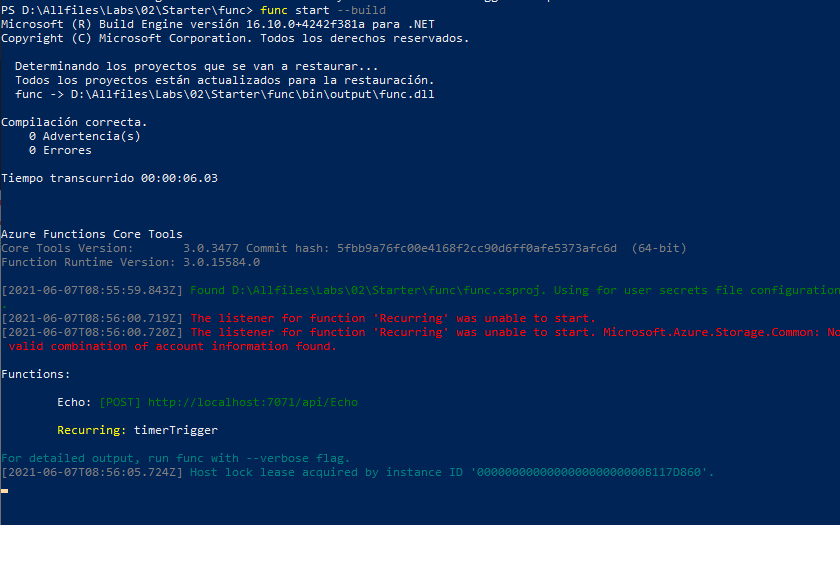 PS D:\Allfiles\Labs\02\Starter\func> func start --build
Microsoft (R) Build Engine versión 16.10.0+4242f381a para .NET
Copyright (C) Microsoft Corporation. Todos los derechos reservados.
Determinando los proyectos que se van a restaurar...
Todos los proyectos están actualizados para la restauración.
func -> D:\Allfiles\Labs\02\Starter\func\bin\output\func.dll
Compilación correcta.
0 Advertencia(s)
0 Errores
Tiempo transcurrido 00:00:06.03
Azure Functions Core Tools
Core Tools Version:       3.0.3477 Commit hash: 5fbb9a76fc00e4168f2cc90d6ff0afe5373afc6d  (64-bit)
Function Runtime Version: 3.0.15584.0
[2021-06-07T08:55:59.843Z] Found D:\Allfiles\Labs\02\Starter\func\func.csproj. Using for user secrets file configuration
.
[2021-06-07T08:56:00.719Z] The listener for function 'Recurring' was unable to start.
[2021-06-07T08:56:00.720Z] The listener for function 'Recurring' was unable to start. Microsoft.Azure.Storage.Common: No
valid combination of account information found.
Functions:
Echo: [POST] http://localhost:7071/api/Echo
Recurring: timerTrigger
For detailed output, run func with --verbose flag.
[2021-06-07T08:56:05.724Z] Host lock lease acquired by instance ID '000000000000000000000000B117D860'.